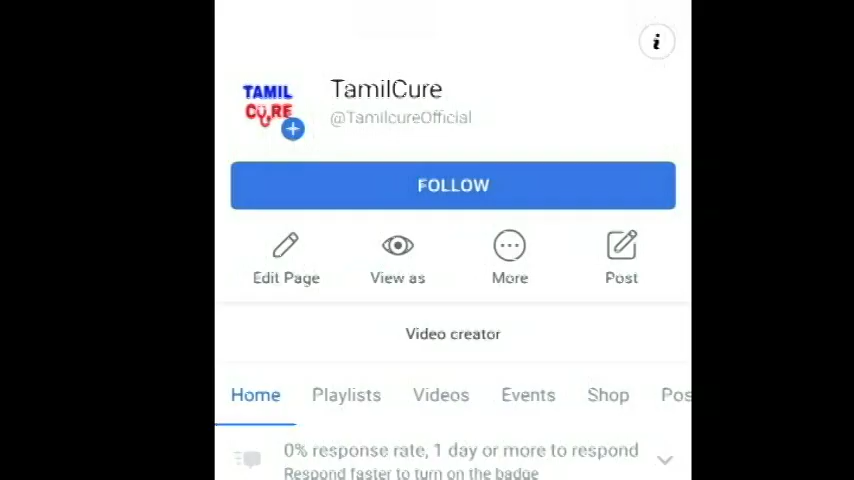 TAMIL
CURE
TamilCure
@TamilcureOfficial
FOLLOW
Edit Page
View as
More
Post
Video creator
Home
Playlists
Videos
Events
Shop
Pos
0% response rate, 1 day or more to respond
Respond faster to turn on the badge